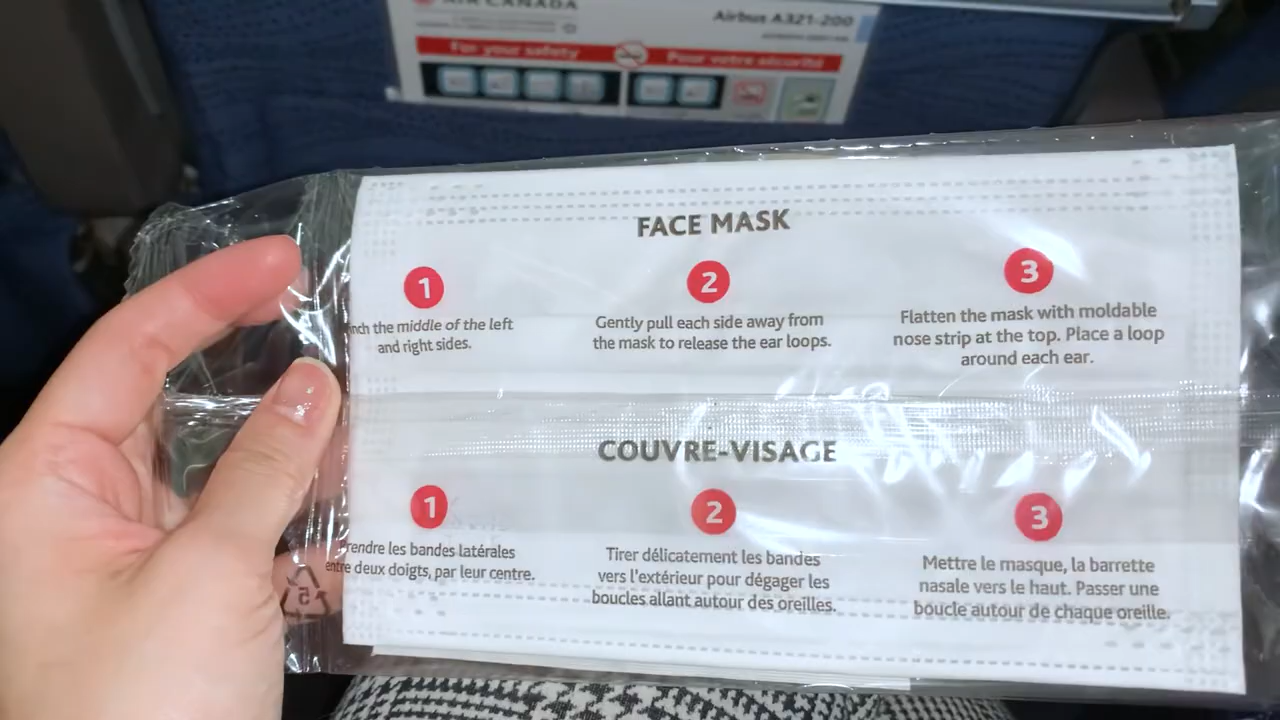 AIR CANADA
Airbus A321-200
For your safety
Pour votre sécurité
FACE MASK
1
inch the middle of the left
and right sides.
2
Gently pull each side away from
the mask to release the ear loops.
3
Flatten the mask with moldable
nose strip at the top. Place a loop
around each ear.
COUVRE-VISAGE
1
Prendre les bandes latérales
entre deux doigts, par leur centre.
2
Tirer délicatement les bandes
vers l'extérieur pour dégager les
boucles allant autour des oreilles.
3
Mettre le masque, la barrette
nasale vers le haut. Passer une
boucle autour de chaque oreille.
5